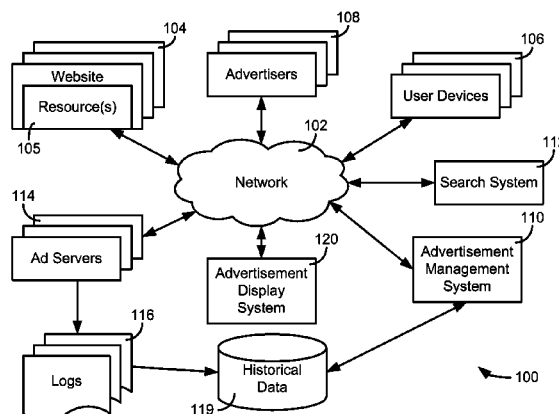 104
108
106
Website
Advertisers
User Devices
Resource(s)
105
102
Network
Search System
114
110
Ad Servers
120
Advertisement
Display
System
Advertisement
Management
System
116
Logs
Historical
Data
119
100